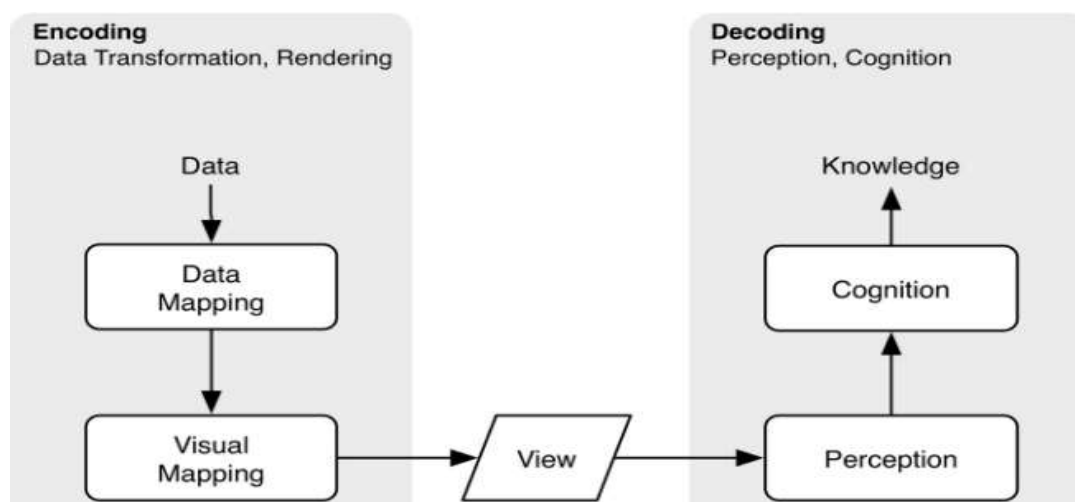 Encoding
Data Transformation, Rendering
Data
Data
Mapping
Visual
Mapping
View
Decoding
Perception, Cognition
Knowledge
Cognition
Perception